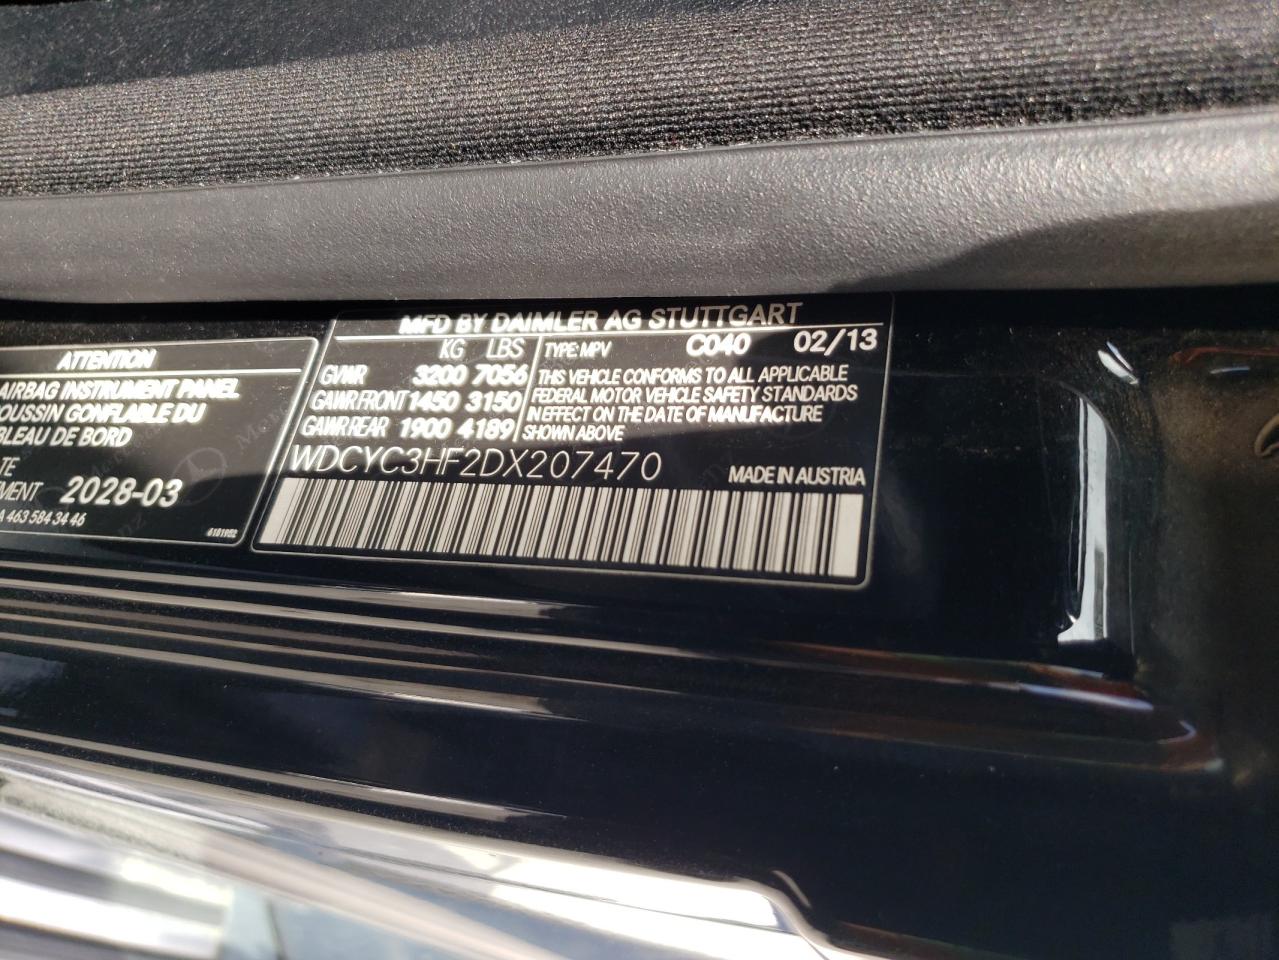 ATTENTION
AIRBAG INSTRUMENT PANEL
OUSSIN GONFLABLE DU
BLEAU DE BORD
TE
MENT 2028-03
A 463 584 34 46
MFD BY DAIMLER AG STUTTGART
KG LBS
GVWR 3200 7056
GAWR FRONT 1450 3150
GAWR REAR 1900 4189
TYPE: MPV C040 02/13
THIS VEHICLE CONFORMS TO ALL APPLICABLE
FEDERAL MOTOR VEHICLE SAFETY STANDARDS
IN EFFECT ON THE DATE OF MANUFACTURE
SHOWN ABOVE
WDCYC3HF2DX207470
MADE IN AUSTRIA